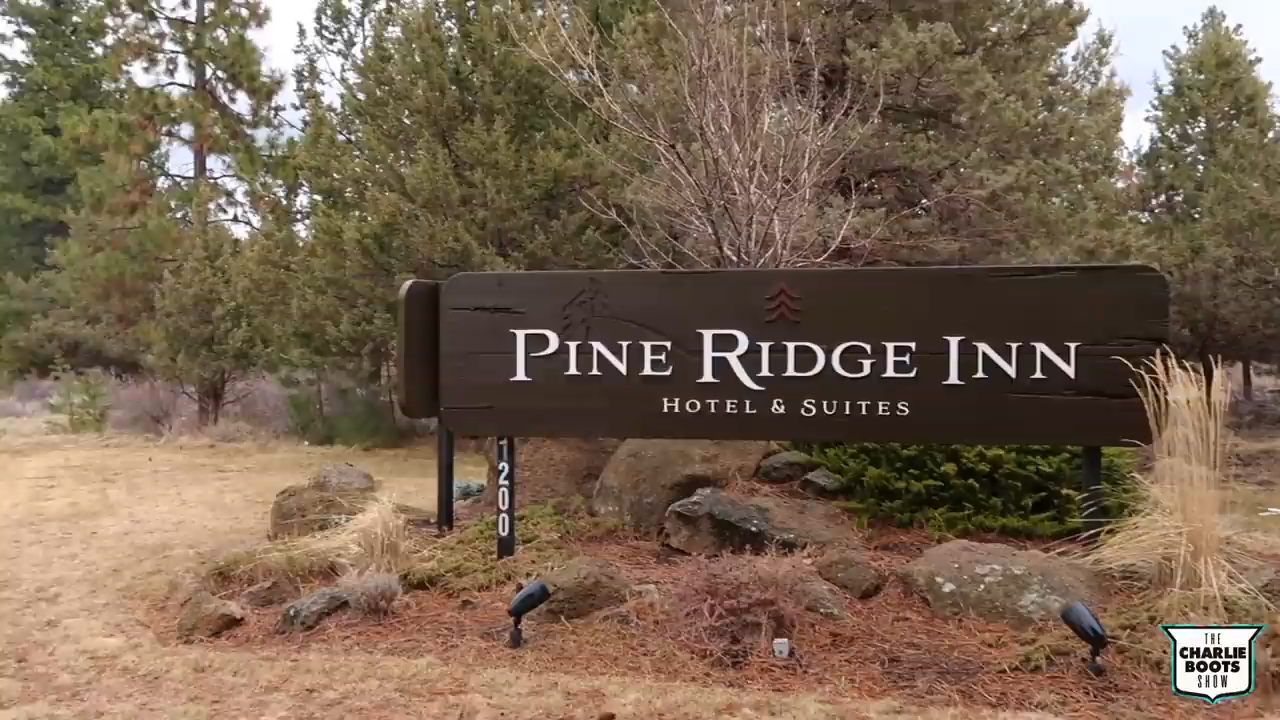 PINE RIDGE INN
HOTEL & SUITES
1200
THE
CHARLIE
BOOTS
SHOW